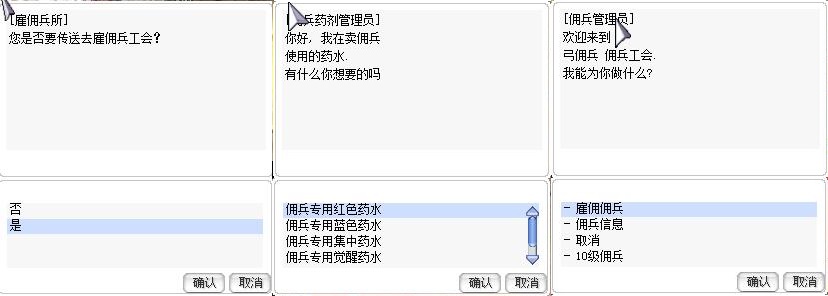 [雇佣兵所]
您是否要传送去雇佣兵工会?
否
是
确认 取消
兵药剂管理员]
你好, 我在卖佣兵
使用的药水.
有什么你想要的吗
佣兵专用红色药水
佣兵专用蓝色药水
佣兵专用集中药水
佣兵专用觉醒药水
确认 取消
[佣兵管理员]
欢迎来到
弓佣兵 佣兵工会.
我能为你做什么?
- 雇佣佣兵
- 佣兵信息
- 取消
- 10级佣兵
确认 取消